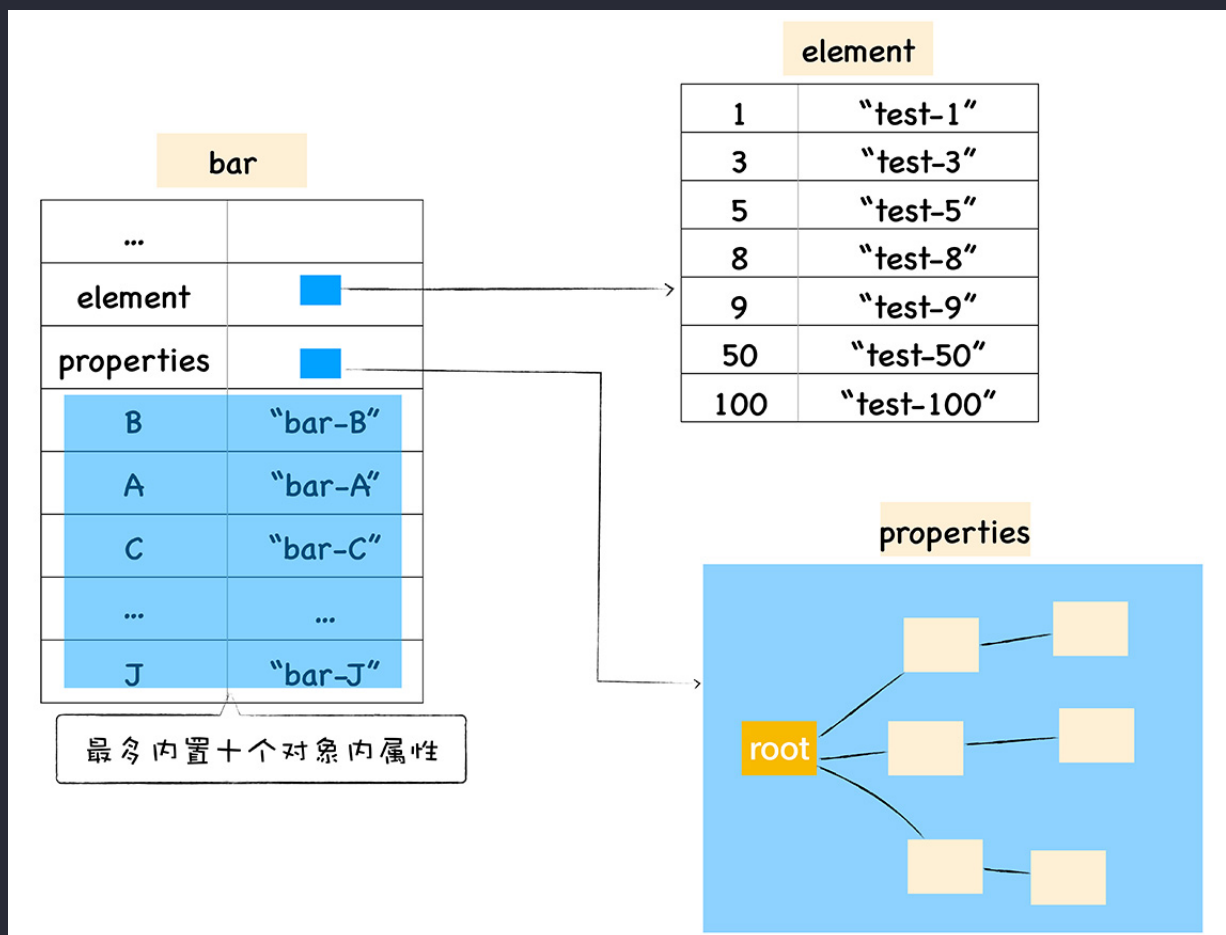 bar
...
element
properties
B "bar-B"
A "bar-A"
C "bar-C"
... ...
J "bar-J"
最多内置十个对象内属性
element
1 "test-1"
3 "test-3"
5 "test-5"
8 "test-8"
9 "test-9"
50 "test-50"
100 "test-100"
properties
root